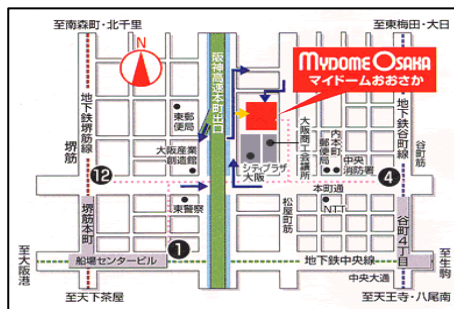 至南森町・北千里
至東梅田・大日
N
阪神高速本町出口
MYDOME OSAKA
マイドームおおさか
地下鉄堺筋線
堺筋
東郵便局
大阪産業創造館
シティプラザ大阪
大阪商工会議所
内本町郵便局
中央消防署
地下鉄谷町線
谷町筋
12
4
本町通
東警察
松屋町筋
NTT
堺筋本町
1
谷町4丁目
至大阪港
船場センタービル
地下鉄中央線
至生駒
中央大通
至天下茶屋
至天王寺・八尾南